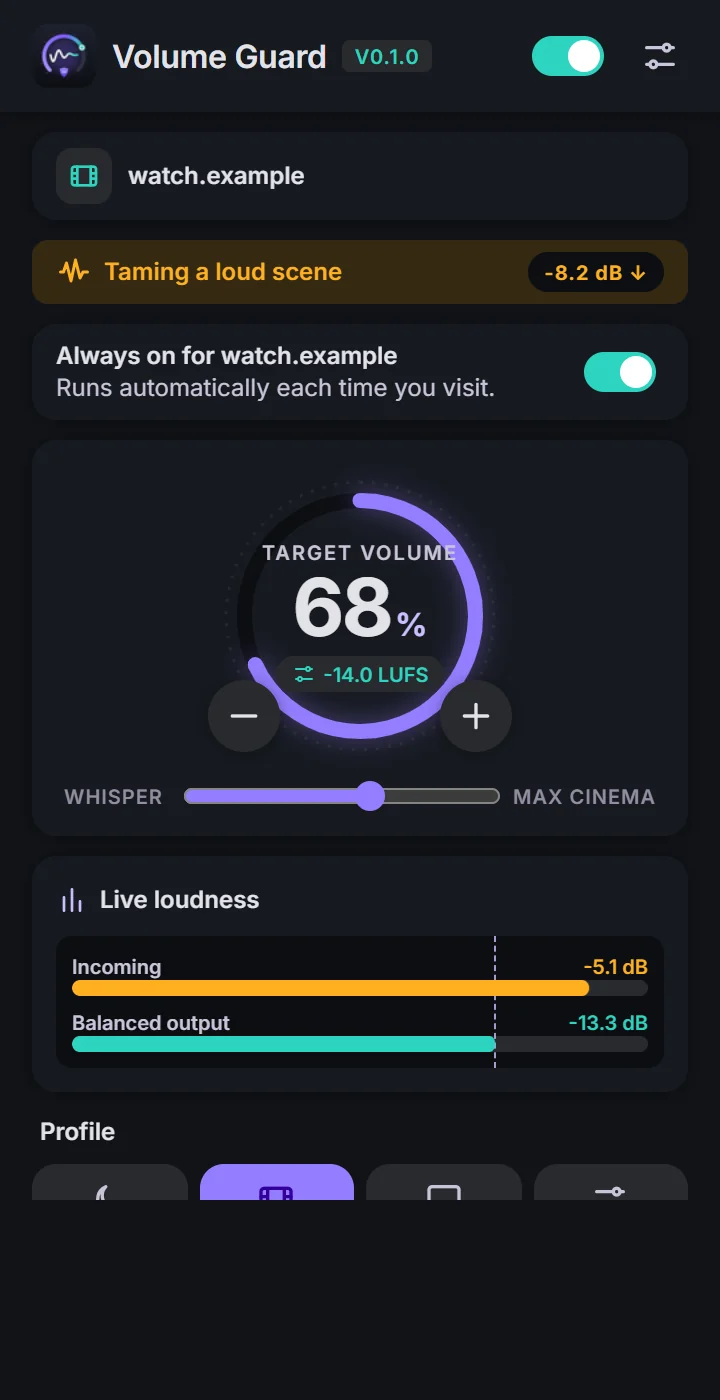 Volume Guard V0.1.0
watch.example
Taming a loud scene -8.2 dB ↓
Always on for watch.example
Runs automatically each time you visit.
TARGET VOLUME
68%
-14.0 LUFS
WHISPER MAX CINEMA
Live loudness
Incoming -5.1 dB
Balanced output -13.3 dB
Profile